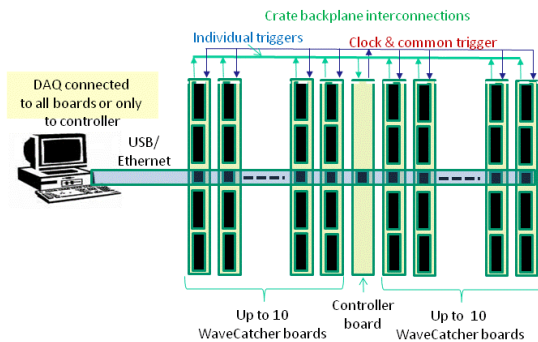 Crate backplane interconnections
Individual triggers
Clock & common trigger
DAQ connected
to all boards or only
to controller
USB/
Ethernet
Up to 10
WaveCatcher boards
Controller
board
Up to 10
WaveCatcher boards